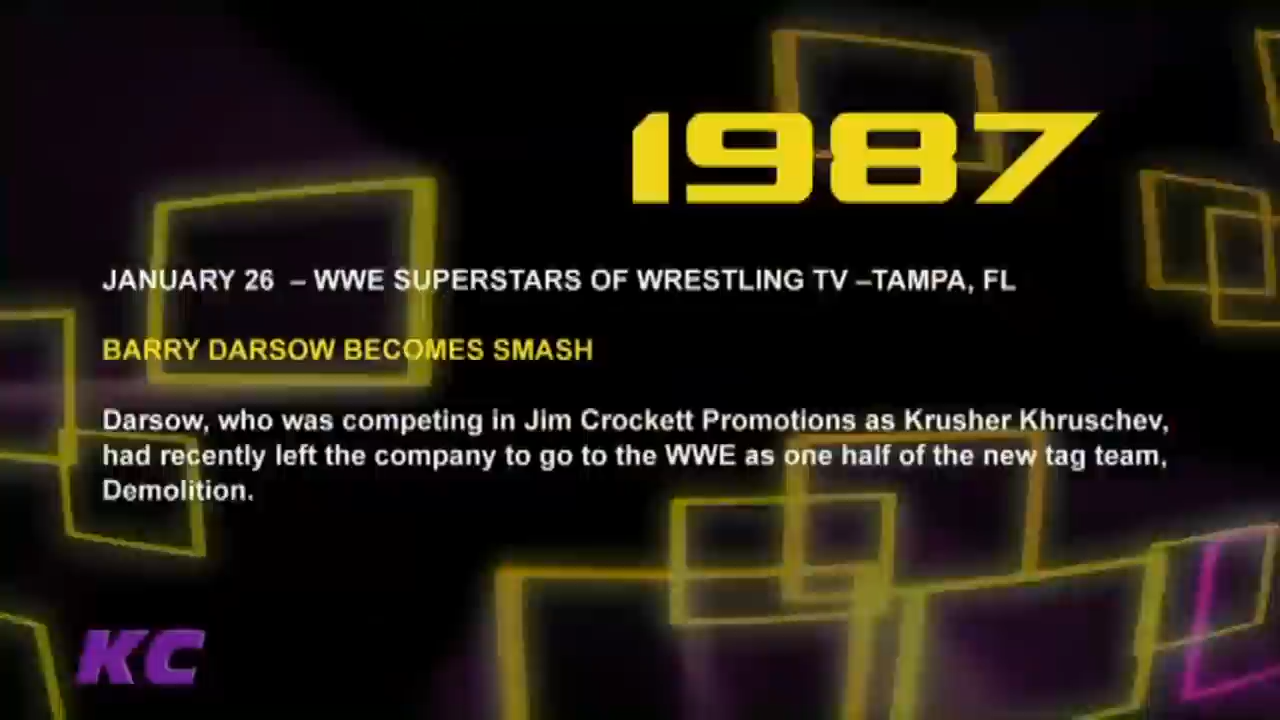 1987
JANUARY 26 – WWE SUPERSTARS OF WRESTLING TV –TAMPA, FL
BARRY DARSOW BECOMES SMASH
Darsow, who was competing in Jim Crockett Promotions as Krusher Khruschev,
had recently left the company to go to the WWE as one half of the new tag team,
Demolition.
KC